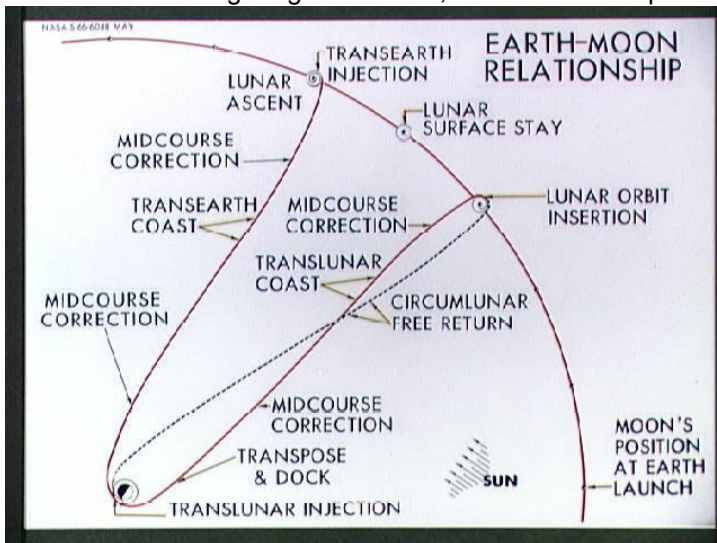 NASA-S-66-6048 MAY
EARTH-MOON
RELATIONSHIP
TRANSEARTH
INJECTION
LUNAR
ASCENT
LUNAR
SURFACE STAY
MIDCOURSE
CORRECTION
TRANSEARTH
COAST
MIDCOURSE
CORRECTION
LUNAR ORBIT
INSERTION
TRANSLUNAR
COAST
MIDCOURSE
CORRECTION
CIRCUMLUNAR
FREE RETURN
MIDCOURSE
CORRECTION
TRANSPOSE
& DOCK
SUN
MOON'S
POSITION
AT EARTH
LAUNCH
TRANSLUNAR INJECTION